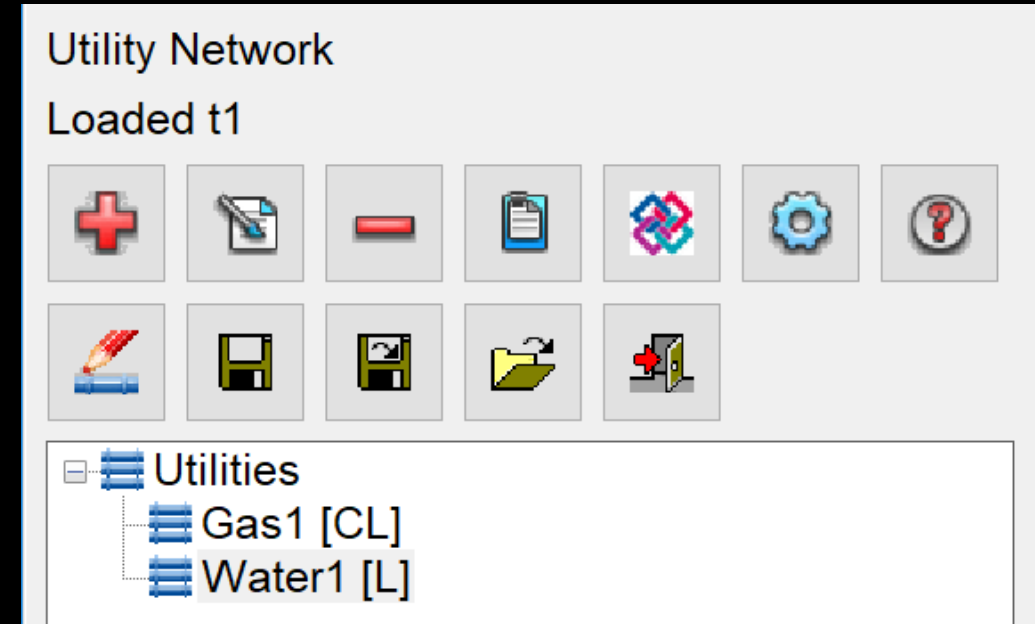 Utility Network
Loaded t1
?
Utilities
Gas1 [CL]
Water1 [L]